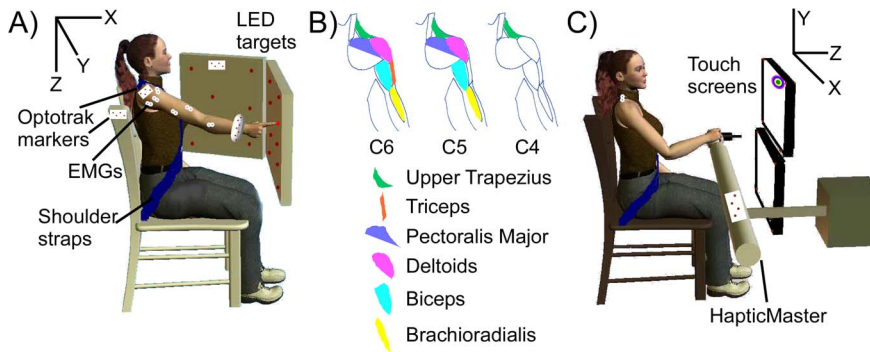 A)
X
Y
Z
LED
targets
Optotrak
markers
EMGs
Shoulder
straps
B)
C6 C5 C4
Upper Trapezius
Triceps
Pectoralis Major
Deltoids
Biceps
Brachioradialis
C)
Y
Z
X
Touch
screens
HapticMaster